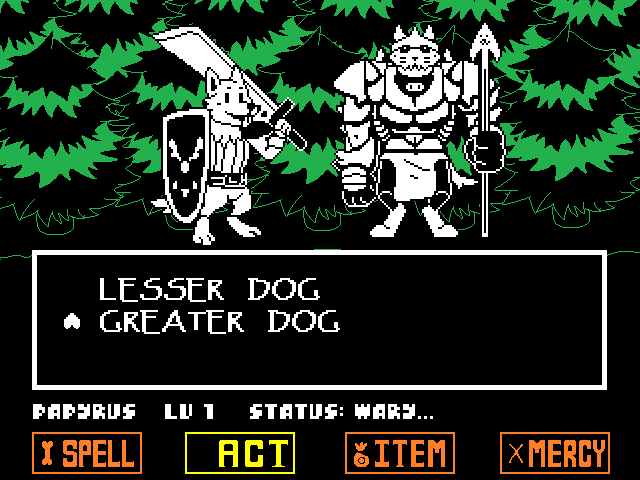 LESSER DOG
GREATER DOG
PAPYRUS LV 1 STATUS: WARY...
SPELL ACT ITEM MERCY